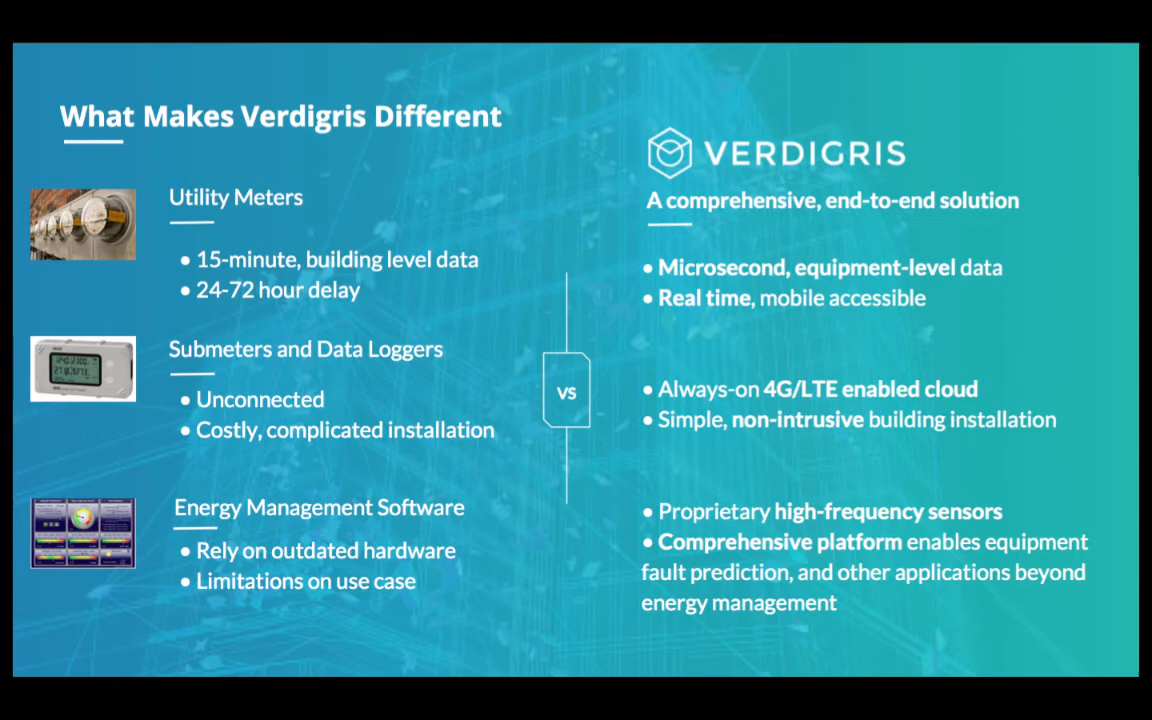 What Makes Verdigris Different
Utility Meters
• 15-minute, building level data
• 24-72 hour delay
Submeters and Data Loggers
• Unconnected
• Costly, complicated installation
Energy Management Software
• Rely on outdated hardware
• Limitations on use case
VS
VERDIGRIS
A comprehensive, end-to-end solution
• Microsecond, equipment-level data
• Real time, mobile accessible
• Always-on 4G/LTE enabled cloud
• Simple, non-intrusive building installation
• Proprietary high-frequency sensors
• Comprehensive platform enables equipment
fault prediction, and other applications beyond
energy management